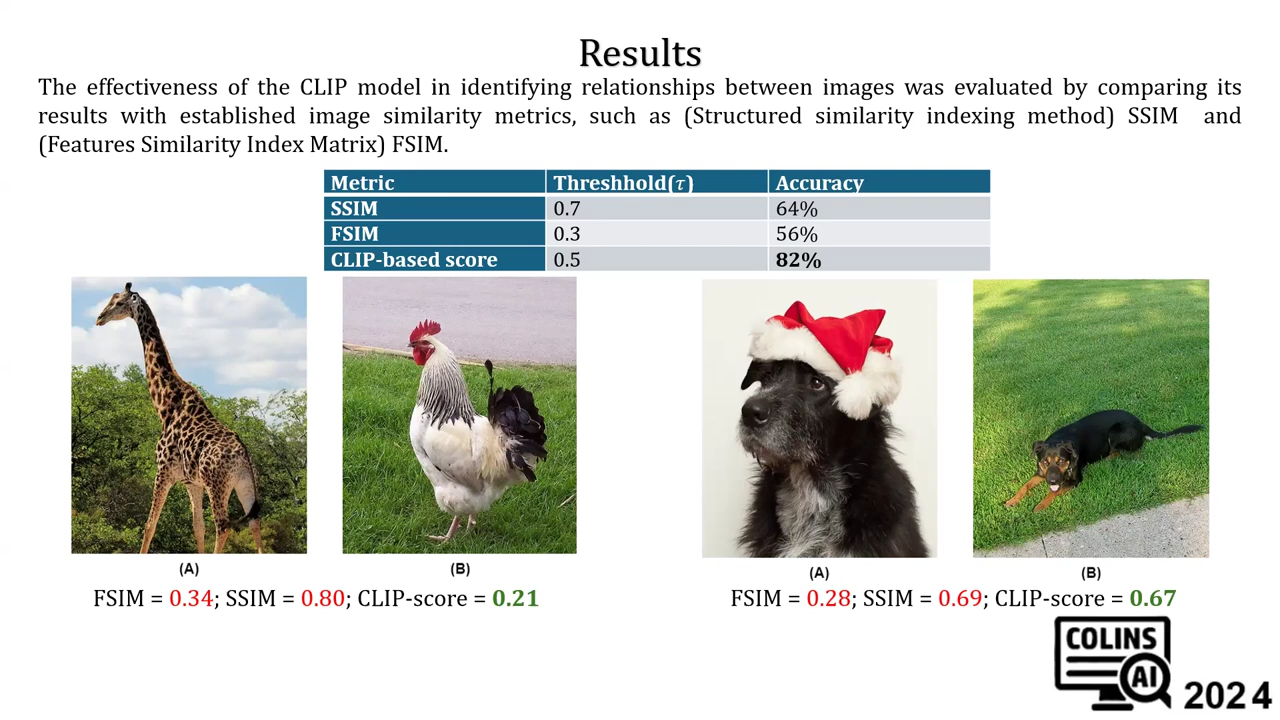 Results
The effectiveness of the CLIP model in identifying relationships between images was evaluated by comparing its
results with established image similarity metrics, such as (Structured similarity indexing method) SSIM and
(Features Similarity Index Matrix) FSIM.
Metric Threshhold(τ) Accuracy
SSIM 0.7 64%
FSIM 0.3 56%
CLIP-based score 0.5 82%
(A) (B)
FSIM = 0.34; SSIM = 0.80; CLIP-score = 0.21
(A) (B)
FSIM = 0.28; SSIM = 0.69; CLIP-score = 0.67
COLINS
AI
2024